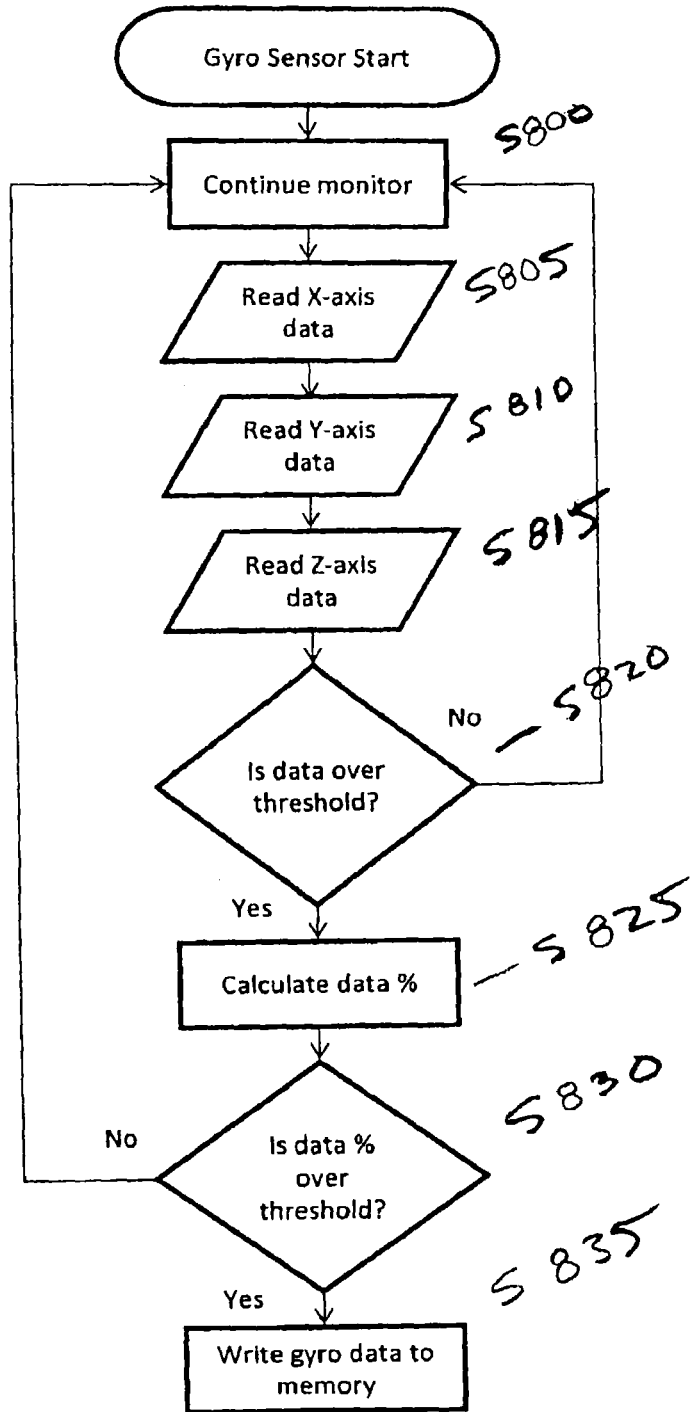 Gyro Sensor Start
S800
Continue monitor
S805
Read X-axis
data
S810
Read Y-axis
data
S815
Read Z-axis
data
S820
No
Is data over
threshold?
Yes
S825
Calculate data %
S830
No
Is data %
over
threshold?
S835
Yes
Write gyro data to
memory